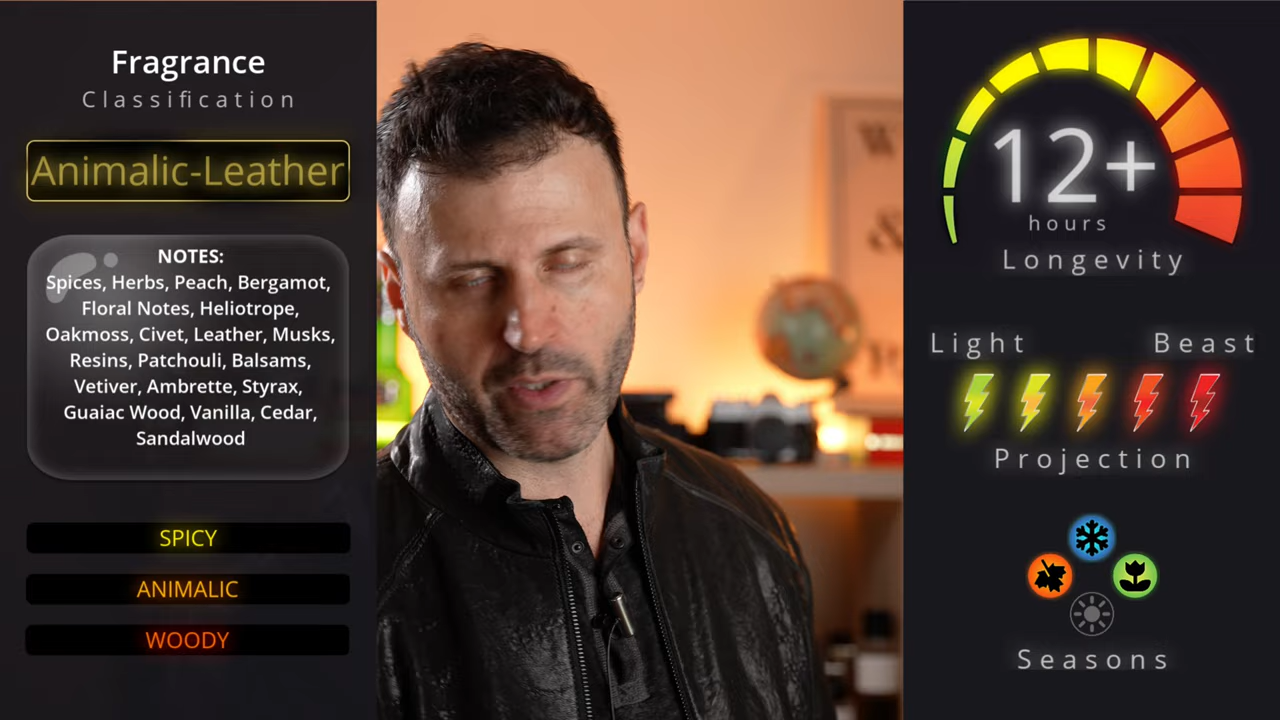 Fragrance
Classification
Animalic-Leather
NOTES:
Spices, Herbs, Peach, Bergamot,
Floral Notes, Heliotrope,
Oakmoss, Civet, Leather, Musks,
Resins, Patchouli, Balsams,
Vetiver, Ambrette, Styrax,
Guaiac Wood, Vanilla, Cedar,
Sandalwood
SPICY
ANIMALIC
WOODY
12+
hours
Longevity
Light Beast
Projection
Seasons